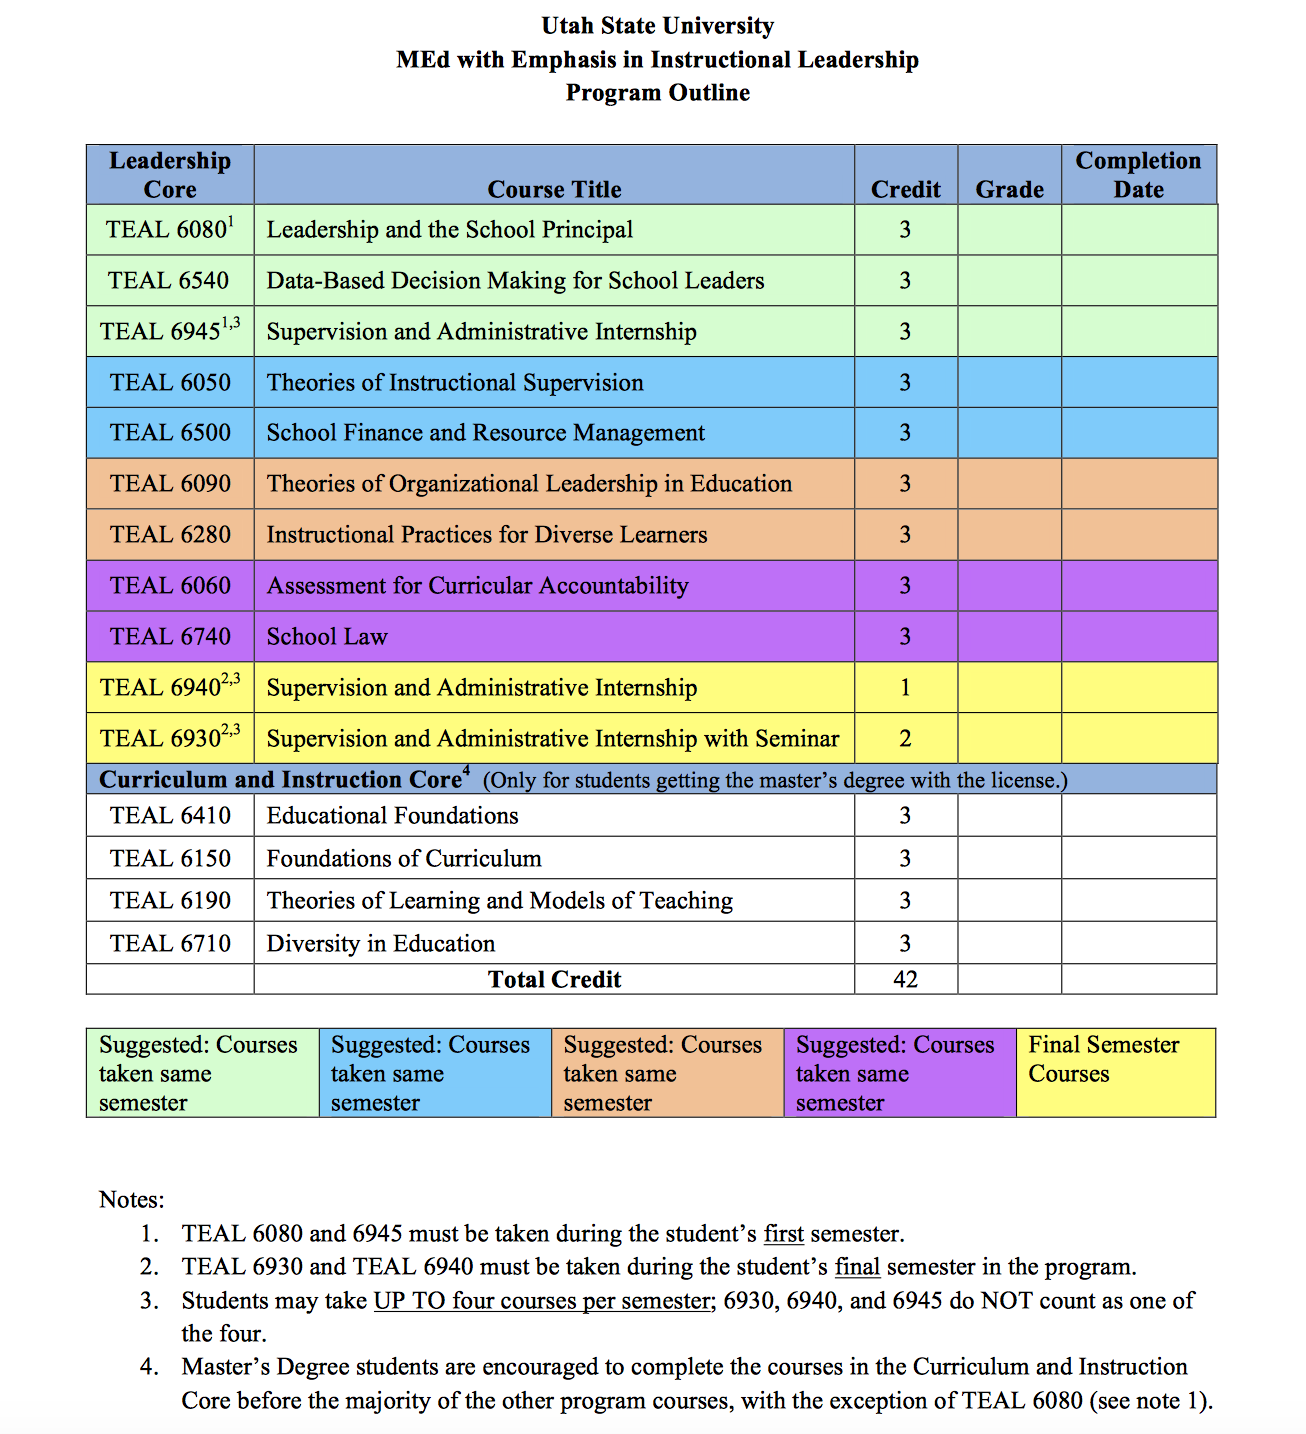 Utah State University
MEd with Emphasis in Instructional Leadership
Program Outline
Leadership Core Course Title Credit Grade Completion Date
TEAL 6080¹ Leadership and the School Principal 3
TEAL 6540 Data-Based Decision Making for School Leaders 3
TEAL 6945¹,³ Supervision and Administrative Internship 3
TEAL 6050 Theories of Instructional Supervision 3
TEAL 6500 School Finance and Resource Management 3
TEAL 6090 Theories of Organizational Leadership in Education 3
TEAL 6280 Instructional Practices for Diverse Learners 3
TEAL 6060 Assessment for Curricular Accountability 3
TEAL 6740 School Law 3
TEAL 6940²,³ Supervision and Administrative Internship 1
TEAL 6930²,³ Supervision and Administrative Internship with Seminar 2
Curriculum and Instruction Core⁴ (Only for students getting the master’s degree with the license.)
TEAL 6410 Educational Foundations 3
TEAL 6150 Foundations of Curriculum 3
TEAL 6190 Theories of Learning and Models of Teaching 3
TEAL 6710 Diversity in Education 3
Total Credit 42
Suggested: Courses
taken same
semester
Suggested: Courses
taken same
semester
Suggested: Courses
taken same
semester
Suggested: Courses
taken same
semester
Final Semester
Courses
Notes:
1. TEAL 6080 and 6945 must be taken during the student’s first semester.
2. TEAL 6930 and TEAL 6940 must be taken during the student’s final semester in the program.
3. Students may take UP TO four courses per semester; 6930, 6940, and 6945 do NOT count as one of
the four.
4. Master’s Degree students are encouraged to complete the courses in the Curriculum and Instruction
Core before the majority of the other program courses, with the exception of TEAL 6080 (see note 1).